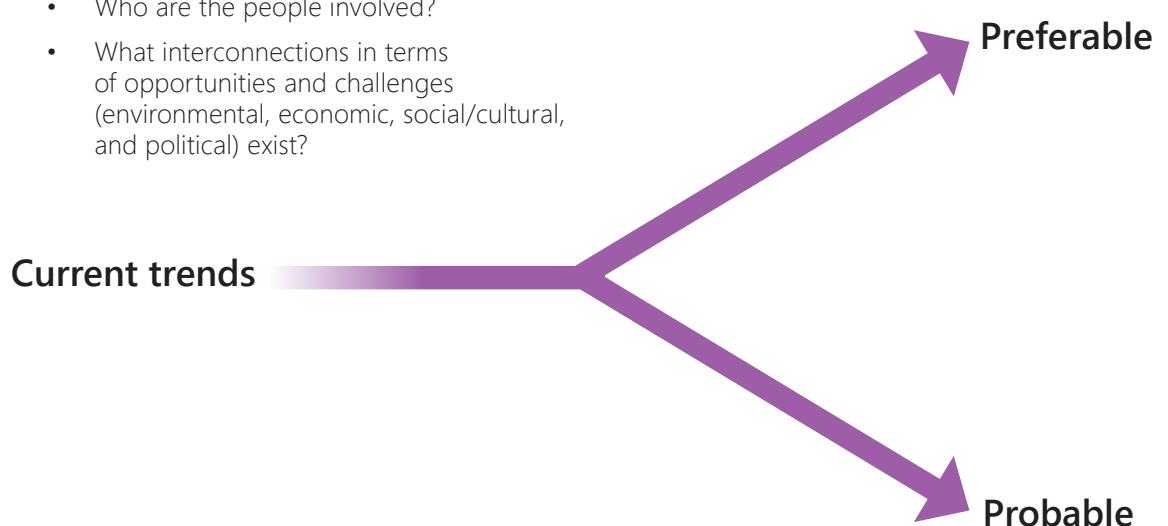 • Who are the people involved?
• What interconnections in terms
of opportunities and challenges
(environmental, economic, social/cultural,
and political) exist?
Preferable
Current trends
Probable